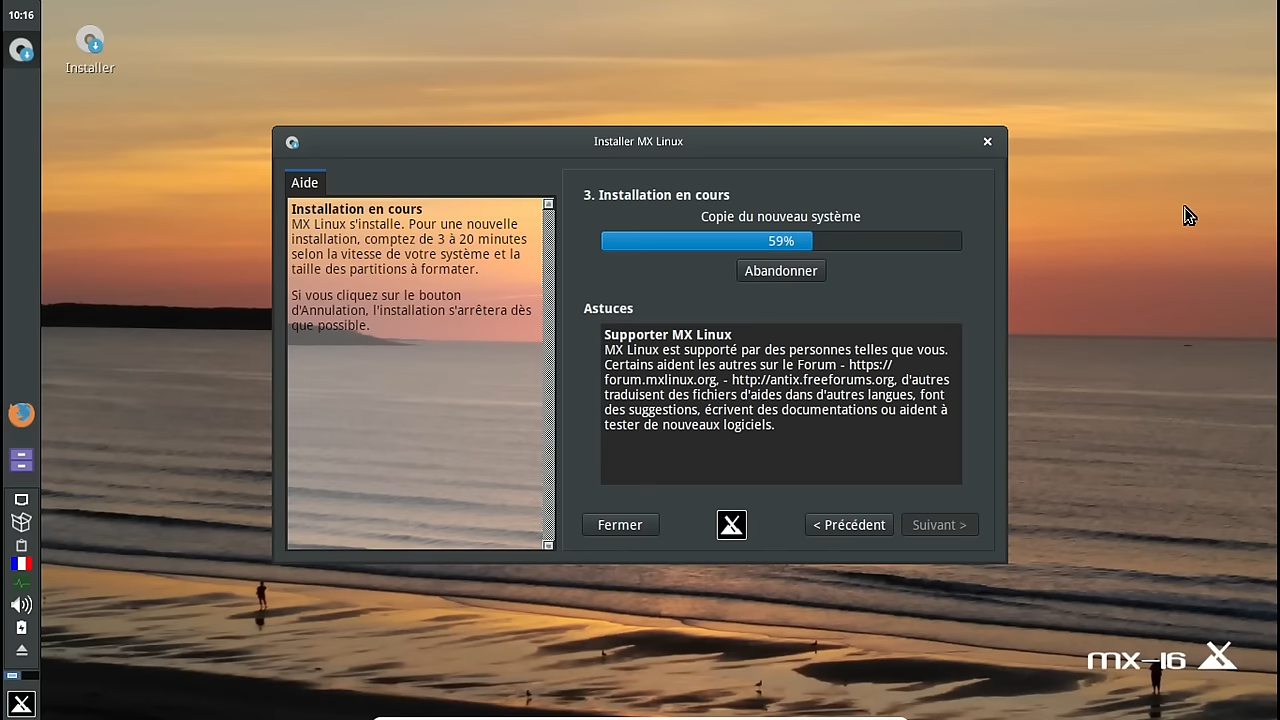 10:16
Installer
Installer MX Linux
Aide
Installation en cours
MX Linux s'installe. Pour une nouvelle
installation, comptez de 3 à 20 minutes
selon la vitesse de votre système et la
taille des partitions à formater.
Si vous cliquez sur le bouton
d'Annulation, l'installation s'arrêtera dès
que possible.
3. Installation en cours
Copie du nouveau système
59%
Abandonner
Astuces
Supporter MX Linux
MX Linux est supporté par des personnes telles que vous.
Certains aident les autres sur le Forum - https://
forum.mxlinux.org, - http://antix.freeforums.org, d'autres
traduisent des fichiers d'aides dans d'autres langues, font
des suggestions, écrivent des documentations ou aident à
tester de nouveaux logiciels.
Fermer
< Précédent
Suivant >
mx-16